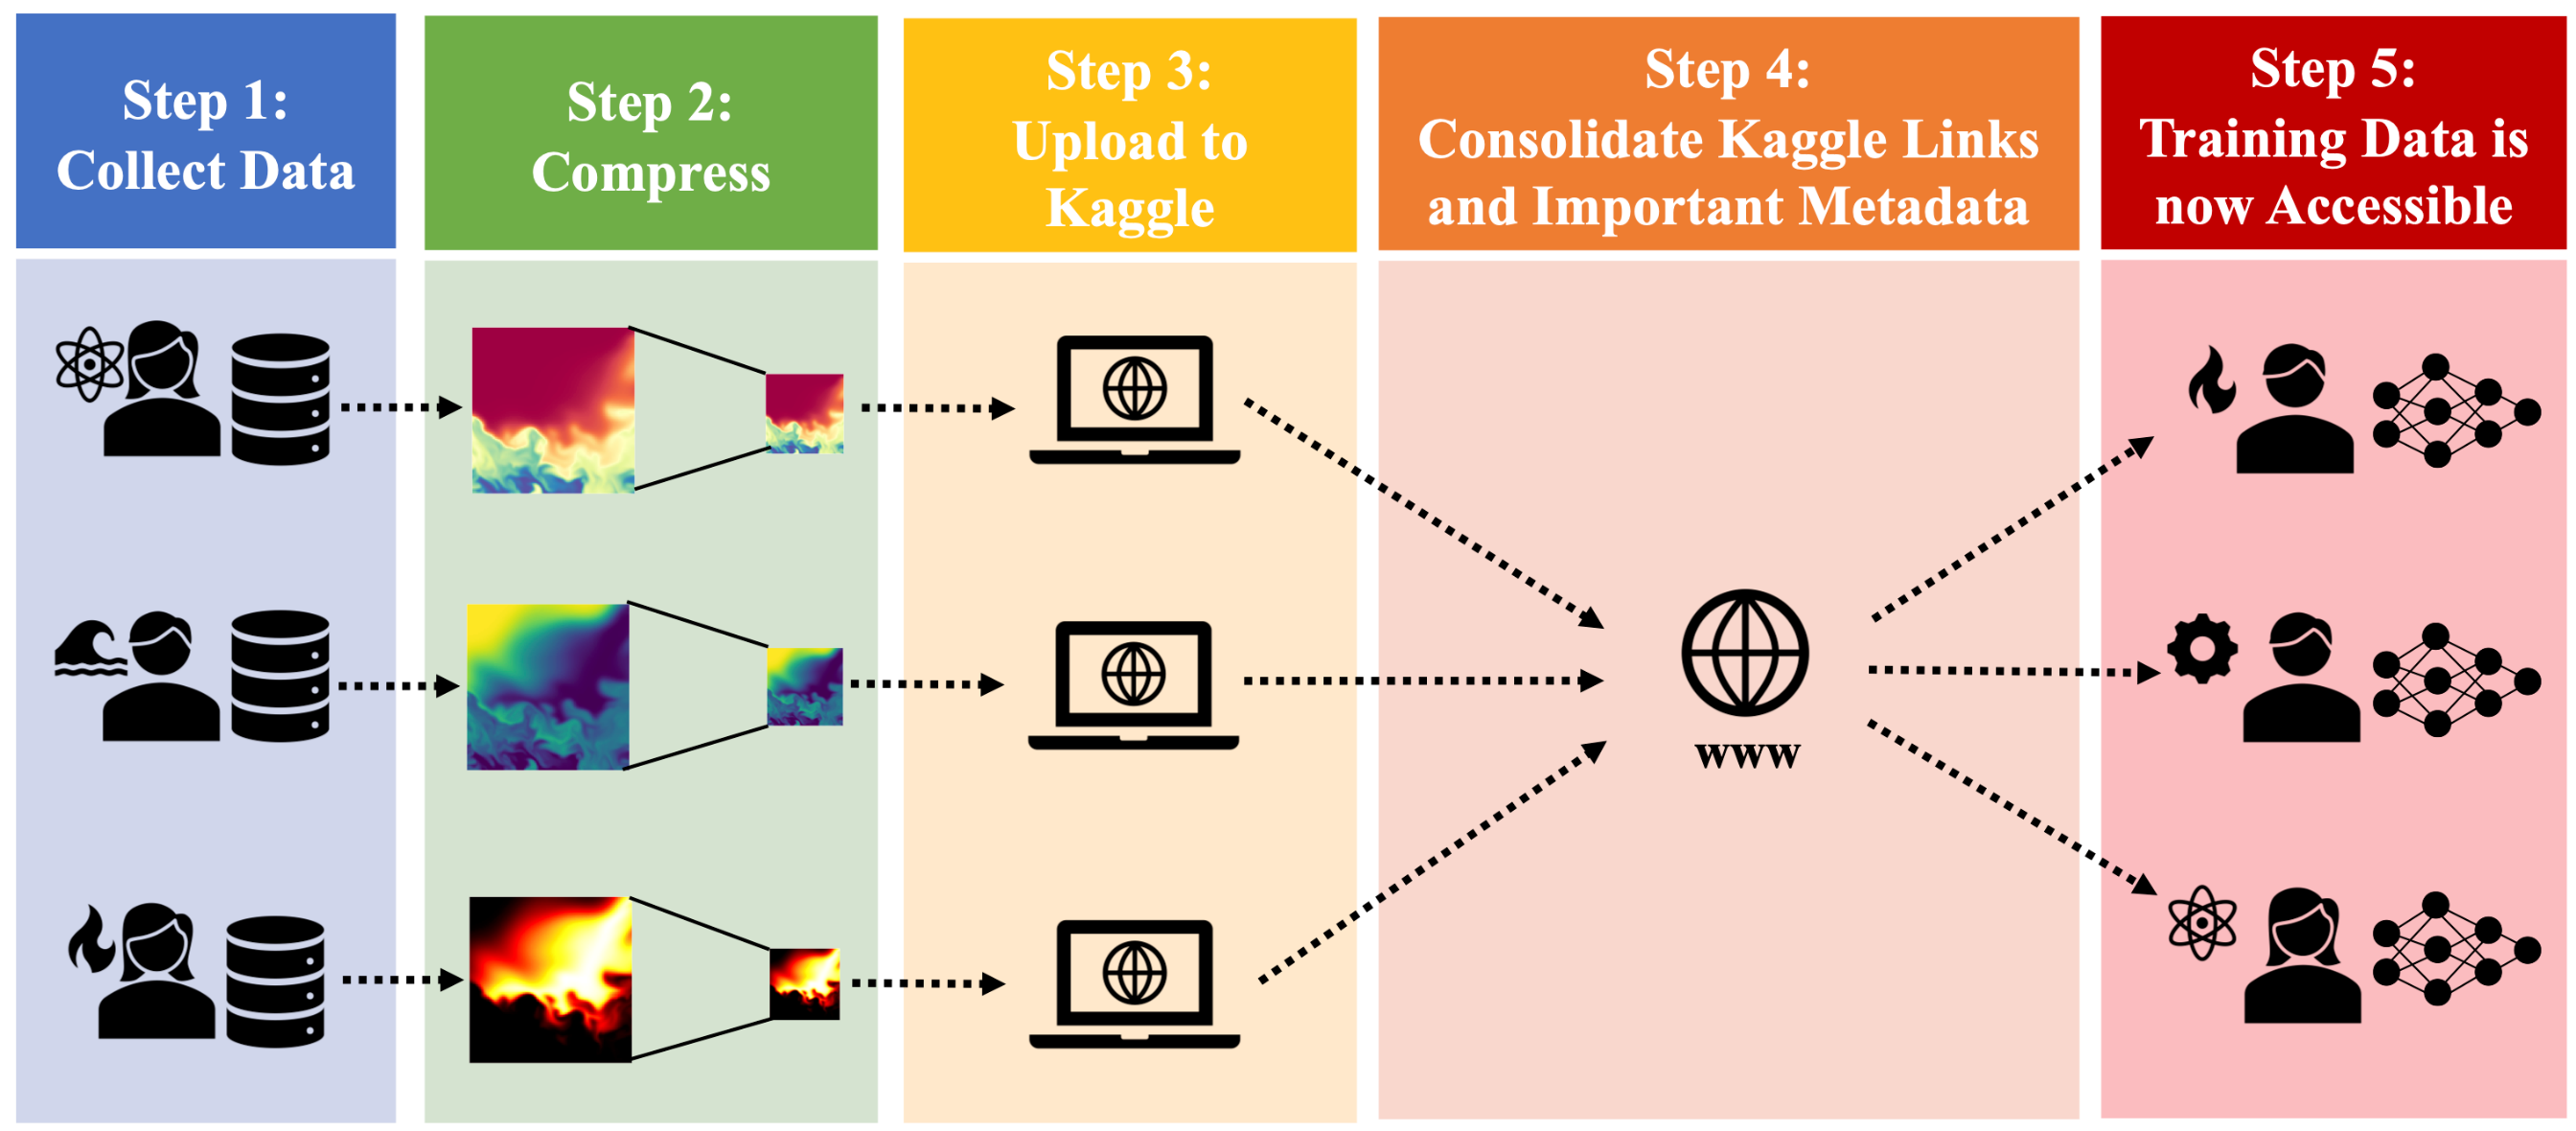 Step 1:
Collect Data
Step 2:
Compress
Step 3:
Upload to
Kaggle
Step 4:
Consolidate Kaggle Links
and Important Metadata
Step 5:
Training Data is
now Accessible
www